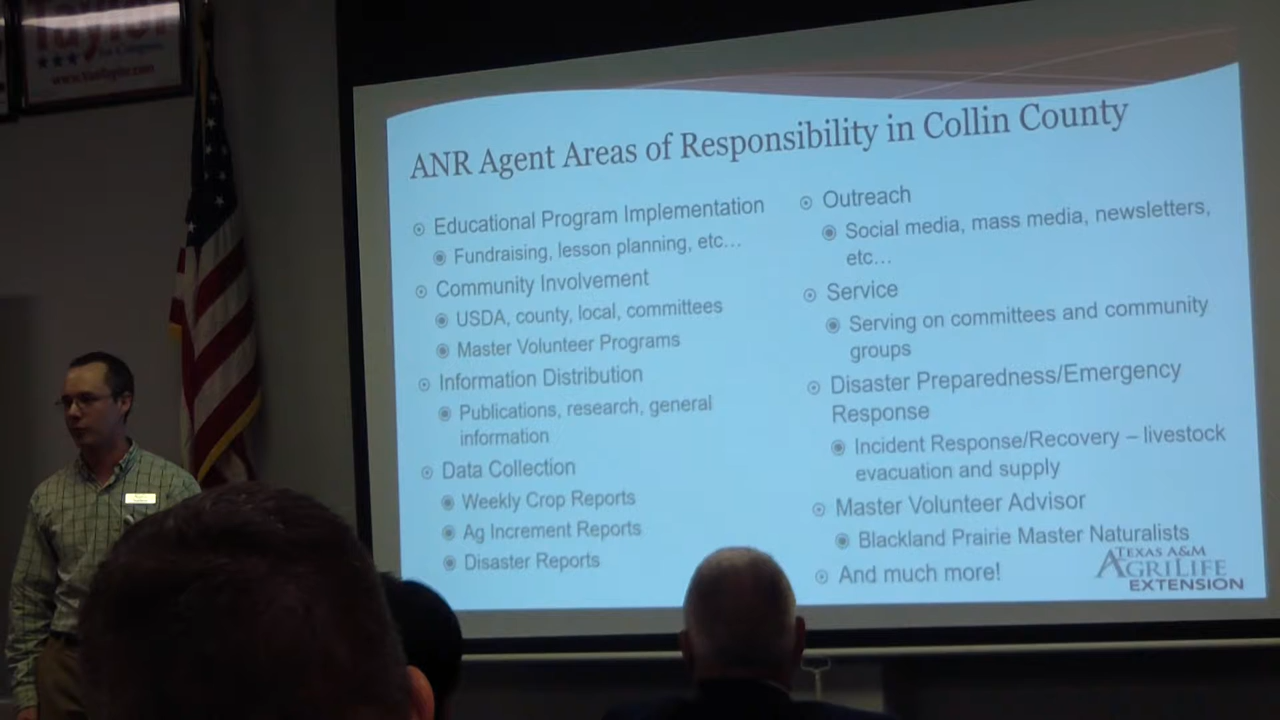 Taylor
for Congress
ANR Agent Areas of Responsibility in Collin County
Educational Program Implementation
Fundraising, lesson planning, etc...
Community Involvement
USDA, county, local, committees
Master Volunteer Programs
Information Distribution
Publications, research, general
information
Data Collection
Weekly Crop Reports
Ag Increment Reports
Disaster Reports
Outreach
Social media, mass media, newsletters,
etc...
Service
Serving on committees and community
groups
Disaster Preparedness/Emergency
Response
Incident Response/Recovery – livestock
evacuation and supply
Master Volunteer Advisor
Blackland Prairie Master Naturalists
And much more!
TEXAS A&M
AGRILIFE
EXTENSION